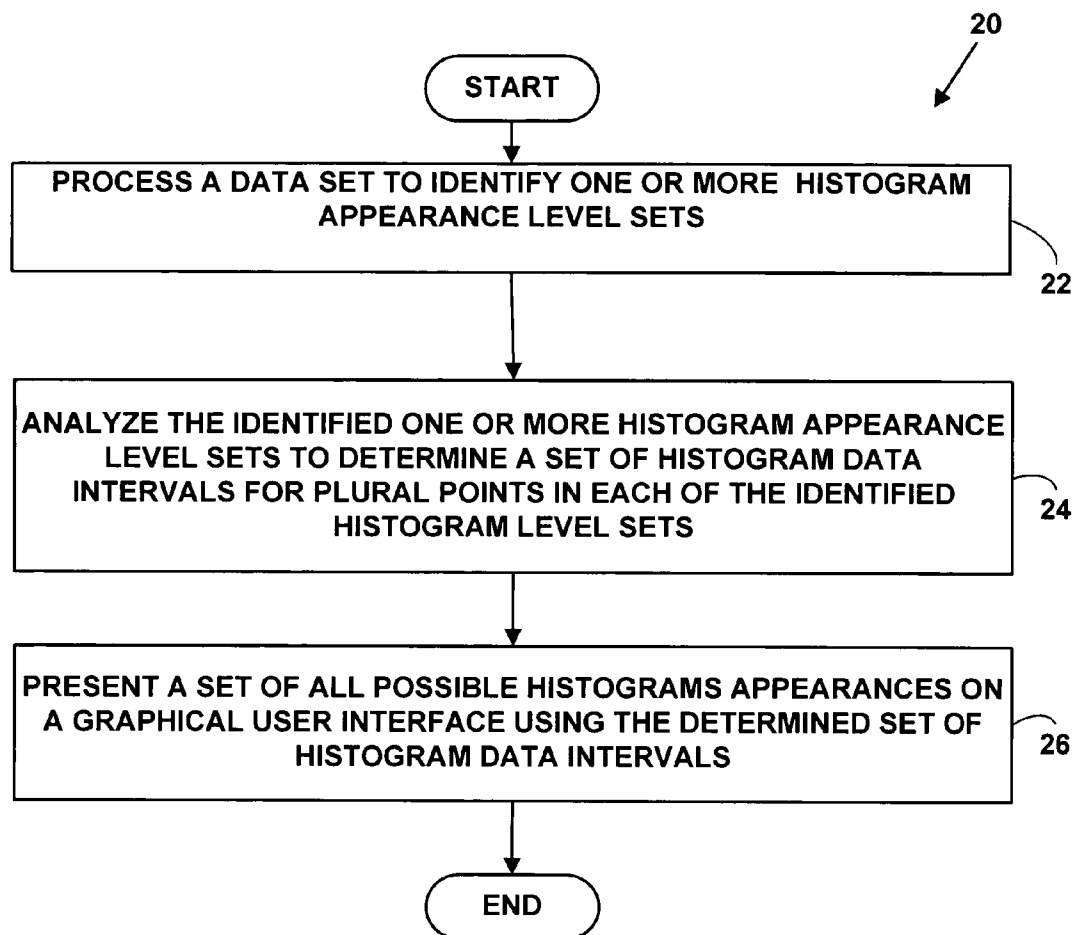 20
START
PROCESS A DATA SET TO IDENTIFY ONE OR MORE HISTOGRAM
APPEARANCE LEVEL SETS
22
ANALYZE THE IDENTIFIED ONE OR MORE HISTOGRAM APPEARANCE
LEVEL SETS TO DETERMINE A SET OF HISTOGRAM DATA
INTERVALS FOR PLURAL POINTS IN EACH OF THE IDENTIFIED
HISTOGRAM LEVEL SETS
24
PRESENT A SET OF ALL POSSIBLE HISTOGRAMS APPEARANCES ON
A GRAPHICAL USER INTERFACE USING THE DETERMINED SET OF
HISTOGRAM DATA INTERVALS
26
END